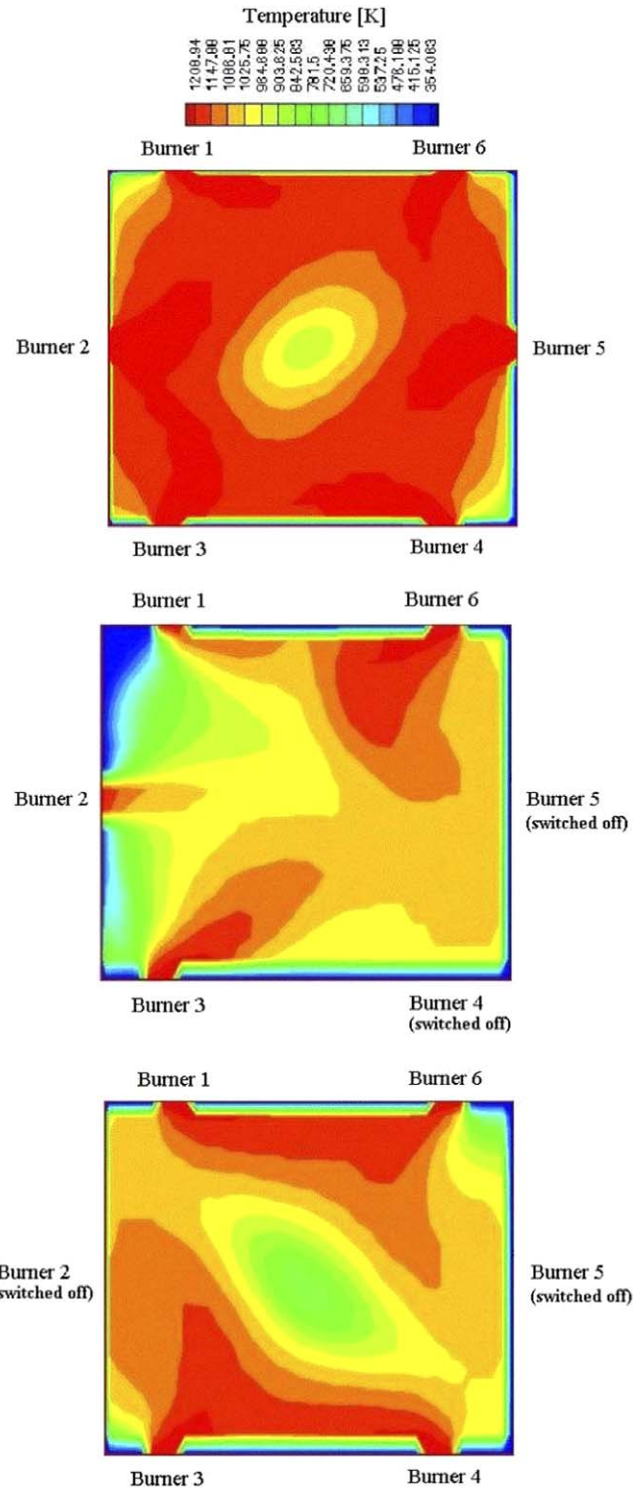 Temperature [K]
1208.94
1147.88
1086.81
1025.75
964.688
903.625
842.563
781.5
720.438
659.375
598.313
537.25
476.188
415.125
354.063
Burner 1
Burner 6
Burner 2
Burner 5
Burner 3
Burner 4
Burner 1
Burner 6
Burner 2
Burner 5
(switched off)
Burner 3
Burner 4
(switched off)
Burner 1
Burner 6
Burner 2
switched off)
Burner 5
(switched off)
Burner 3
Burner 4